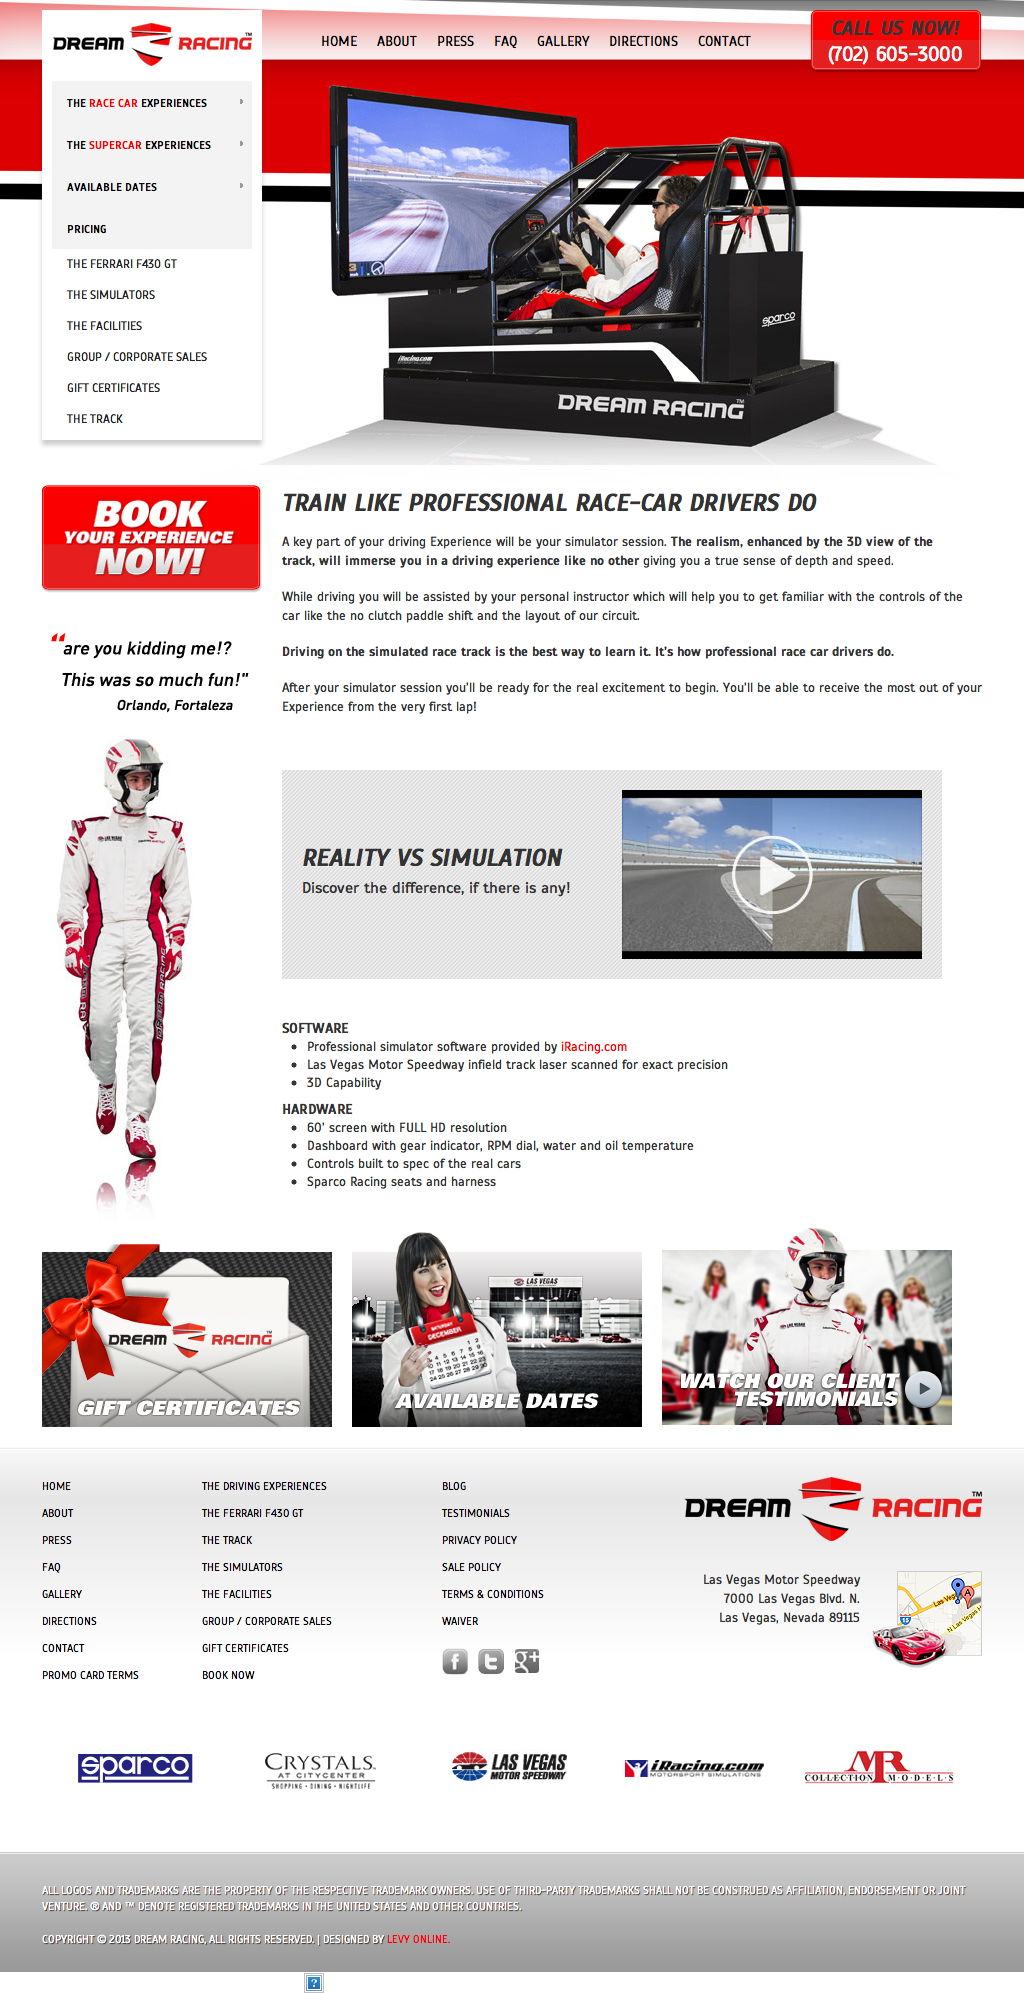 DREAM RACING™
HOME ABOUT PRESS FAQ GALLERY DIRECTIONS CONTACT
CALL US NOW!
(702) 605-3000
THE RACE CAR EXPERIENCES
THE SUPERCAR EXPERIENCES
AVAILABLE DATES
PRICING
THE FERRARI F430 GT
THE SIMULATORS
THE FACILITIES
GROUP / CORPORATE SALES
GIFT CERTIFICATES
THE TRACK
sparco
iRacing.com
DREAM RACING™
BOOK
YOUR EXPERIENCE
NOW!
"are you kidding me!?
This was so much fun!"
Orlando, Fortaleza
TRAIN LIKE PROFESSIONAL RACE-CAR DRIVERS DO
A key part of your driving Experience will be your simulator session. The realism, enhanced by the 3D view of the
track, will immerse you in a driving experience like no other giving you a true sense of depth and speed.
While driving you will be assisted by your personal instructor which will help you to get familiar with the controls of the
car like the no clutch paddle shift and the layout of our circuit.
Driving on the simulated race track is the best way to learn it. It's how professional race car drivers do.
After your simulator session you'll be ready for the real excitement to begin. You'll be able to receive the most out of your
Experience from the very first lap!
REALITY VS SIMULATION
Discover the difference, if there is any!
SOFTWARE
• Professional simulator software provided by iRacing.com
• Las Vegas Motor Speedway infield track laser scanned for exact precision
• 3D Capability
HARDWARE
• 60' screen with FULL HD resolution
• Dashboard with gear indicator, RPM dial, water and oil temperature
• Controls built to spec of the real cars
• Sparco Racing seats and harness
DREAM RACING™
GIFT CERTIFICATES
LAS VEGAS
SATURDAY
DECEMBER
AVAILABLE DATES
WATCH OUR CLIENT
TESTIMONIALS
HOME
ABOUT
PRESS
FAQ
GALLERY
DIRECTIONS
CONTACT
PROMO CARD TERMS
THE DRIVING EXPERIENCES
THE FERRARI F430 GT
THE TRACK
THE SIMULATORS
THE FACILITIES
GROUP / CORPORATE SALES
GIFT CERTIFICATES
BOOK NOW
BLOG
TESTIMONIALS
PRIVACY POLICY
SALE POLICY
TERMS & CONDITIONS
WAIVER
DREAM RACING™
Las Vegas Motor Speedway
7000 Las Vegas Blvd. N.
Las Vegas, Nevada 89115
sparco
CRYSTALS
AT CITYCENTER
SHOPPING • DINING • NIGHTLIFE
LAS VEGAS
MOTOR SPEEDWAY
iRacing.com
MOTORSPORT SIMULATIONS
MR
COLLECTION MODELS
ALL LOGOS AND TRADEMARKS ARE THE PROPERTY OF THE RESPECTIVE TRADEMARK OWNERS. USE OF THIRD-PARTY TRADEMARKS SHALL NOT BE CONSTRUED AS AFFILIATION, ENDORSEMENT OR JOINT
VENTURE. ® AND ™ DENOTE REGISTERED TRADEMARKS IN THE UNITED STATES AND OTHER COUNTRIES.
COPYRIGHT © 2013 DREAM RACING, ALL RIGHTS RESERVED. | DESIGNED BY LEVY ONLINE.